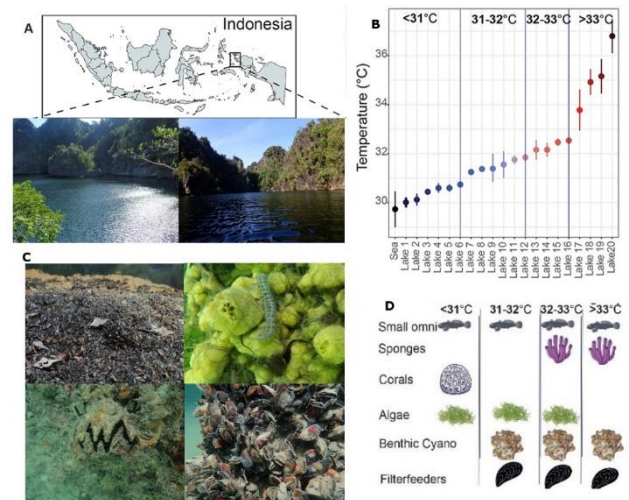 A
Indonesia
B
<31°C
31-32°C
32-33°C
>33°C
Temperature (°C)
36
34
32
30
Sea
Lake 1
Lake 2
Lake 3
Lake 4
Lake 5
Lake 6
Lake 7
Lake 8
Lake 9
Lake 10
Lake 11
Lake 12
Lake 13
Lake 14
Lake 15
Lake 16
Lake 17
Lake 18
Lake 19
Lake20
C
D
<31°C
31-32°C
32-33°C
>33°C
Small omni
Sponges
Corals
Algae
Benthic Cyano
Filterfeeders